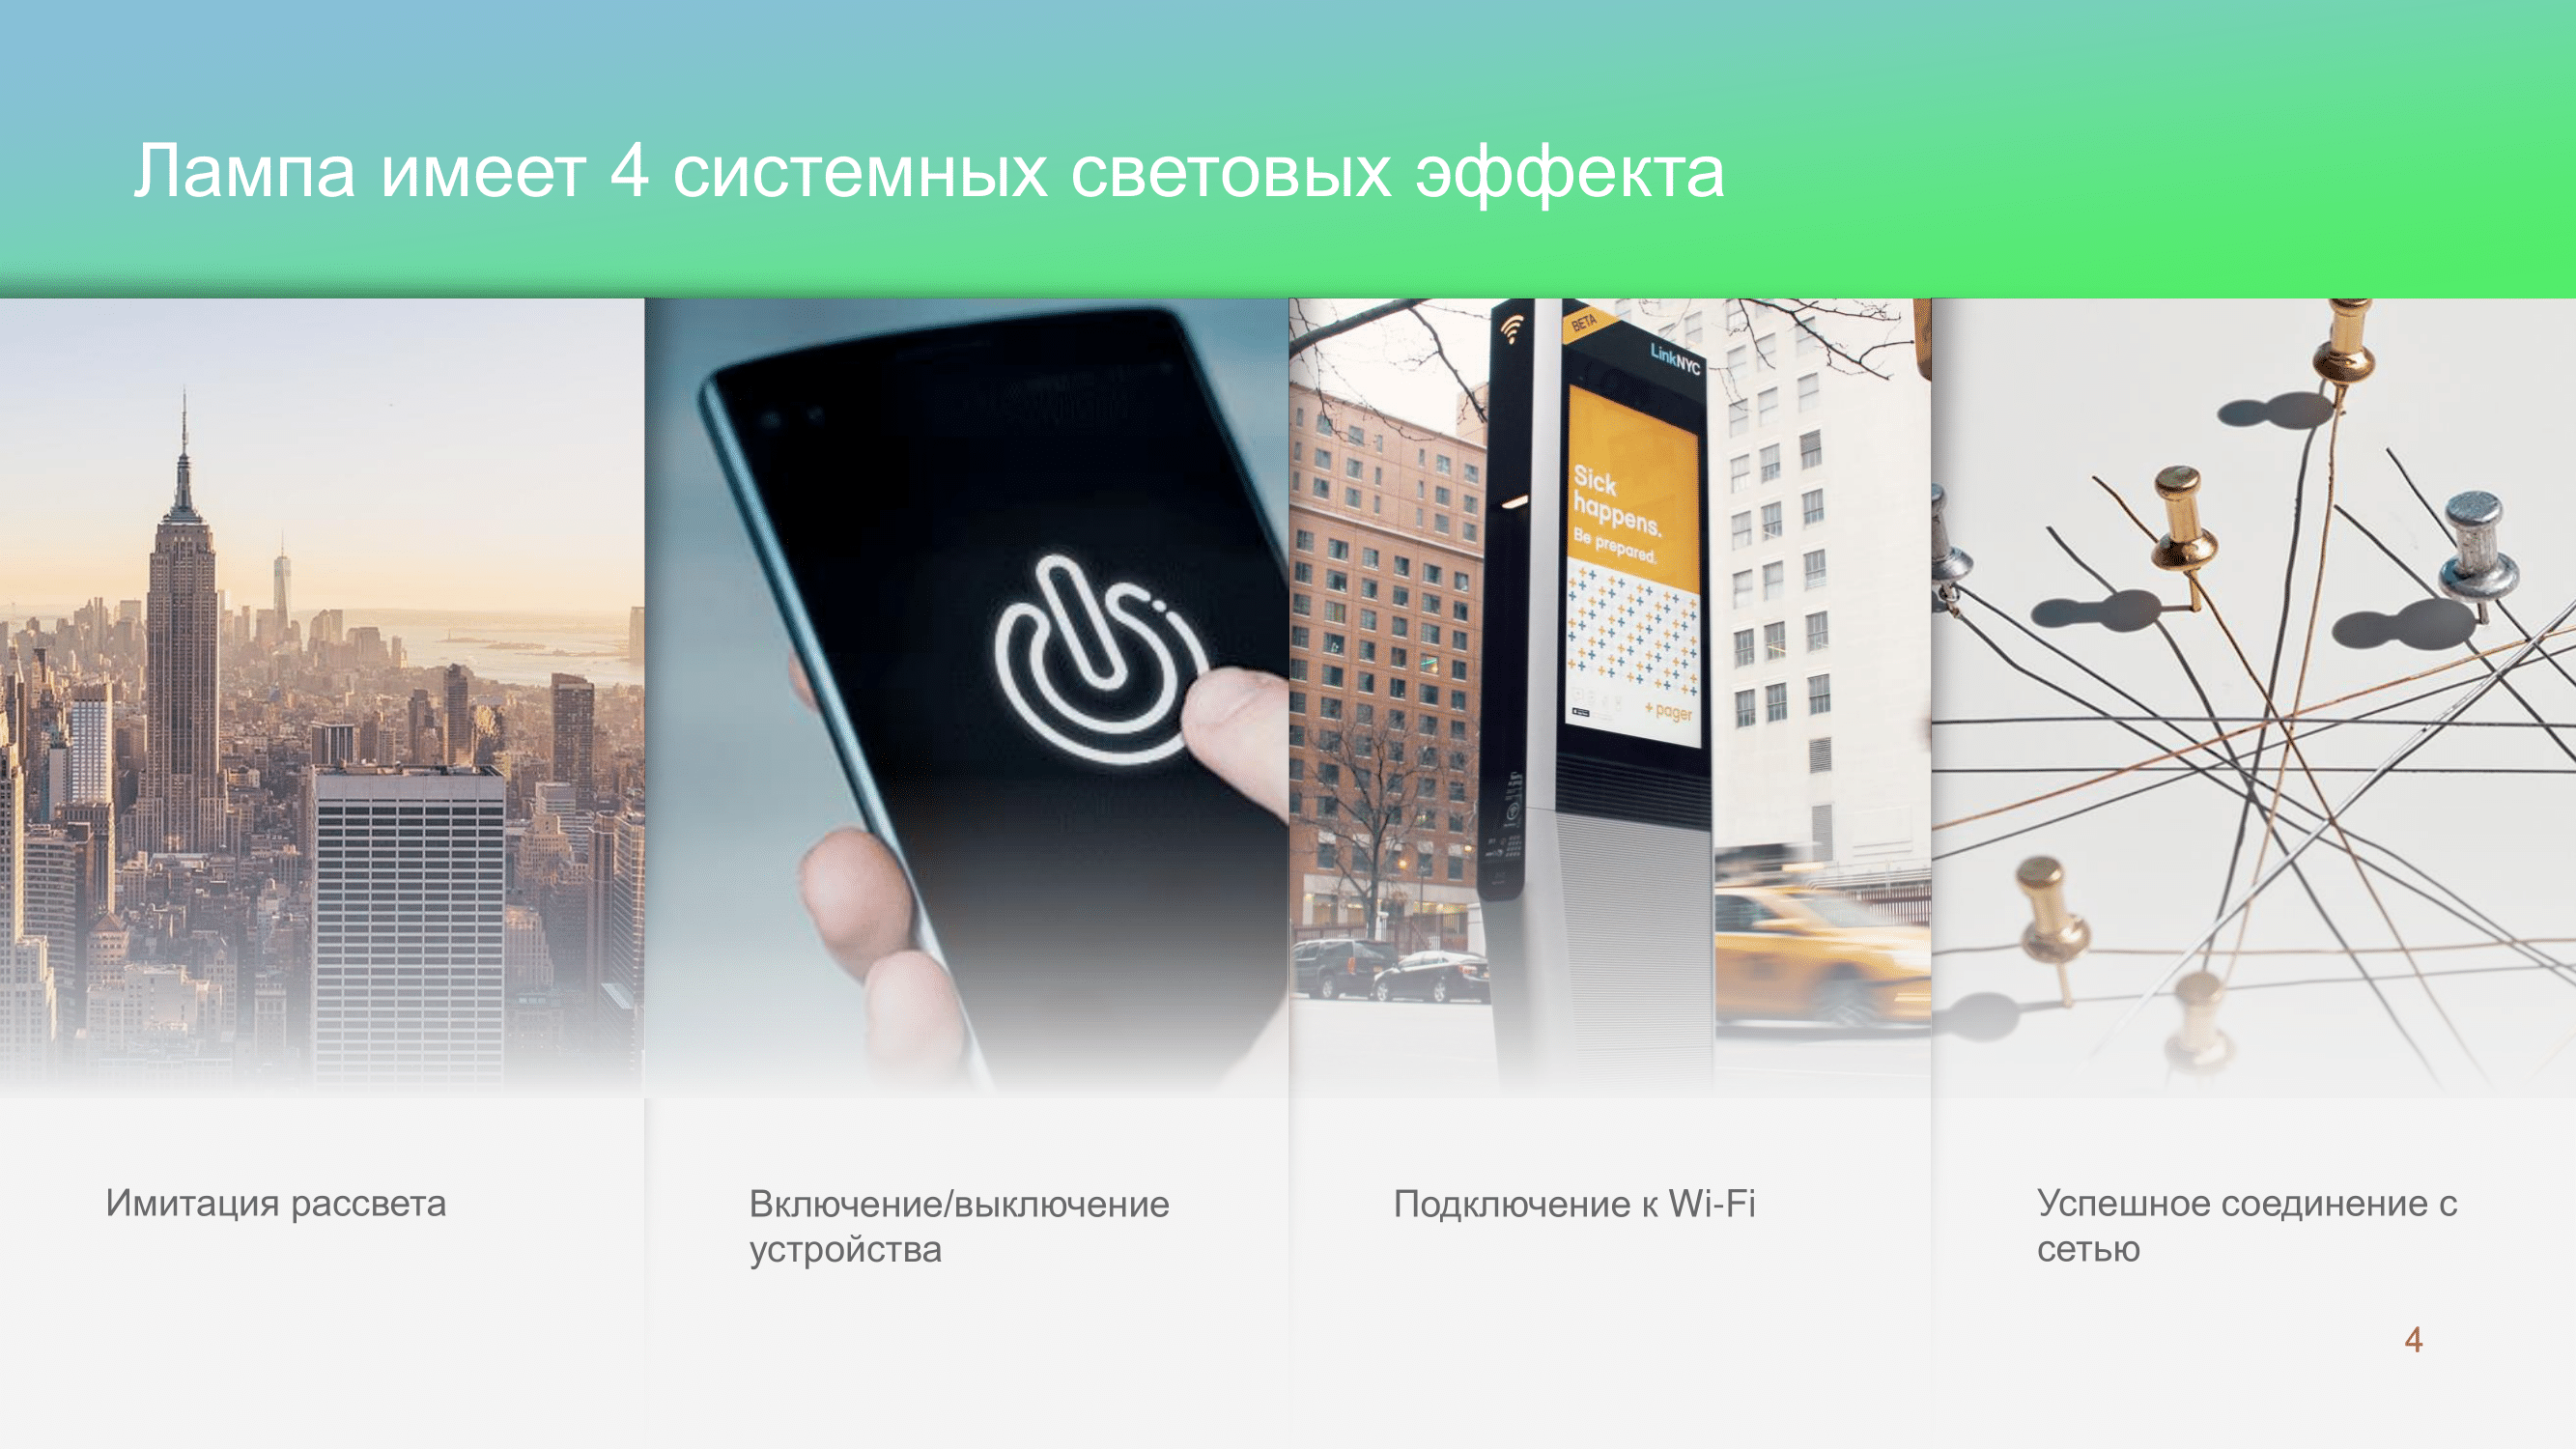 Лампа имеет 4 системных световых эффекта
BETA
LinkNYC
Sick
happens.
Be prepared.
+ pager
Имитация рассвета
Включение/выключение
устройства
Подключение к Wi-Fi
Успешное соединение с
сетью
4